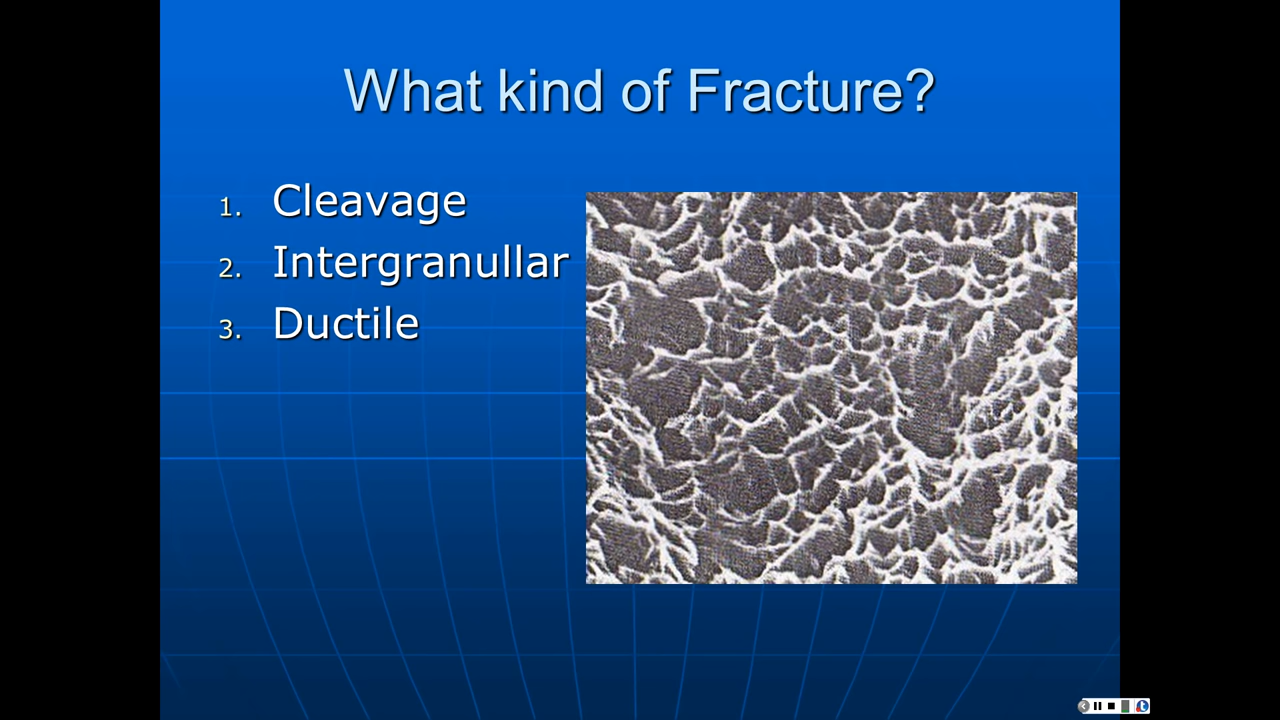 What kind of Fracture?
1. Cleavage
2. Intergranullar
3. Ductile